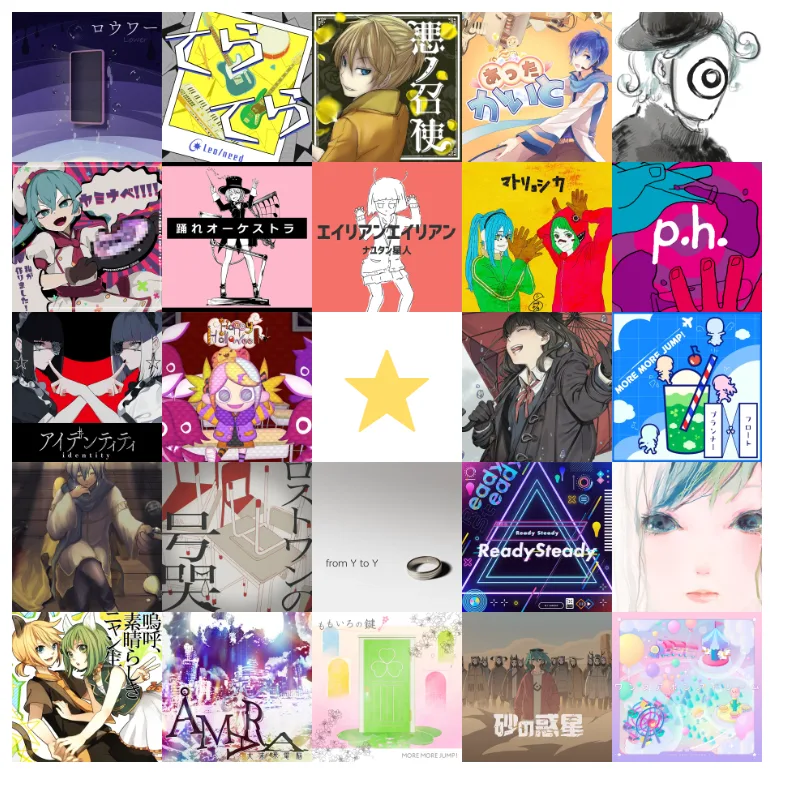 ロウワー
Lower
てらてら
Leo/need
悪ノ召使
あったかいと
ヤミナベ!!!!
踊れオーケストラ
エイリアンエイリアン
ナユタン星人
マトリョシカ
p.h.
アイデンティティ
identity
Happy Halloween
MORE MORE JUMP!
ブランナー
フロート
ロストワンの号哭
from Y to Y
Ready Steady
ReadySteady
嗚呼、素晴らしきニャン生
ÅMARA
ももいろの鍵
MORE MORE JUMP!
砂の惑星